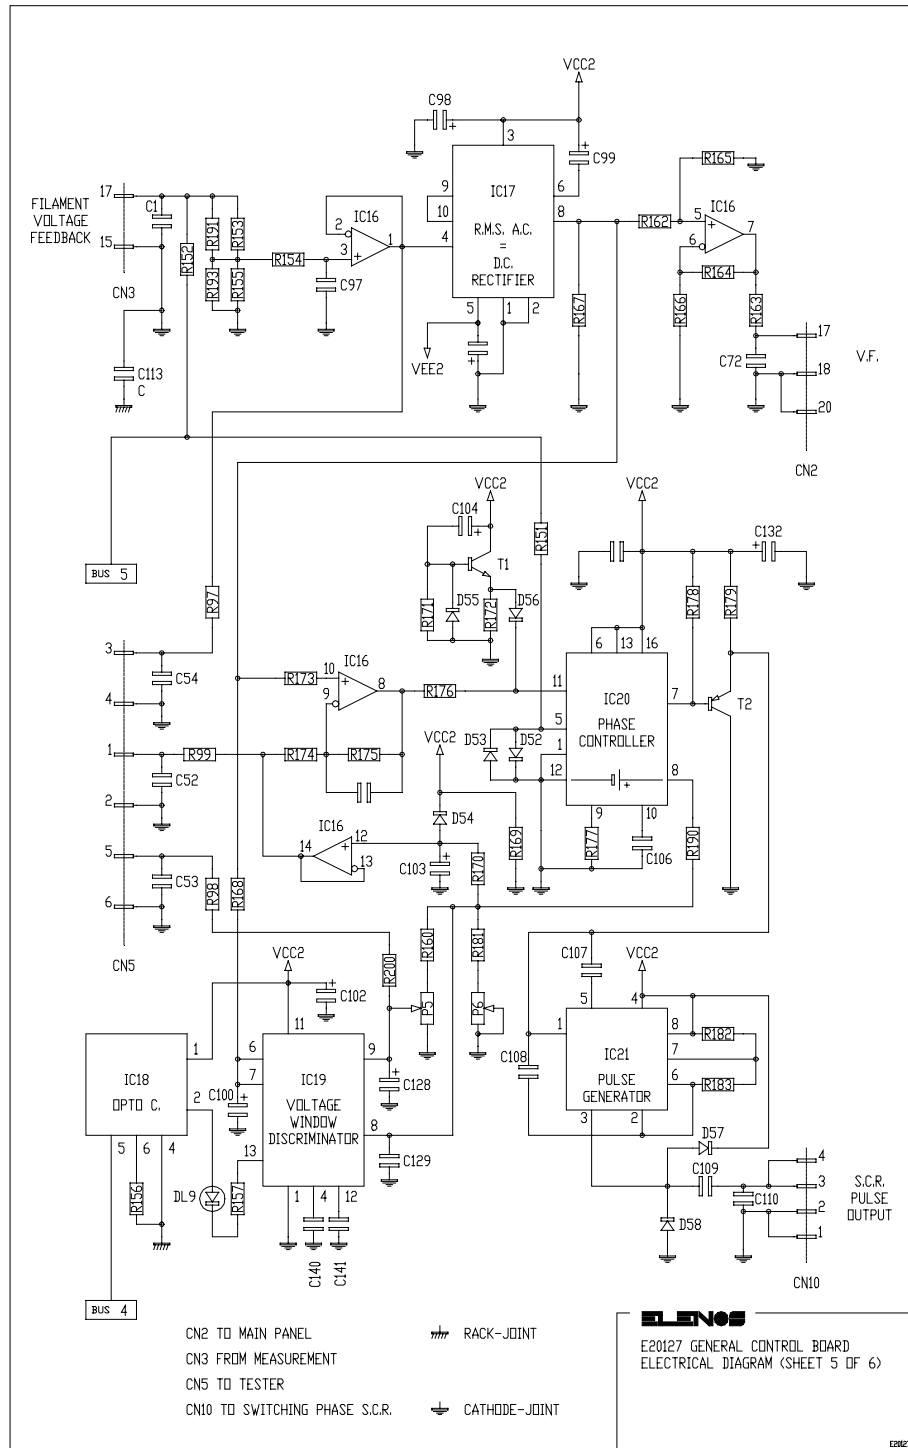 VCC2
C98
+
3
+
C99
R165
17
FILAMENT
VOLTAGE
FEEDBACK
15
CN3
C1
R191
R153
R152
R193
R155
R154
C97
2
3
1
IC16
9
10
4
IC17
R.M.S. A.C.
=
D.C.
RECTIFIER
6
8
5
1
2
VEE2
+
R167
R162
5
6
7
IC16
R164
R166
R163
C72
17
18
20
V.F.
CN2
C113
C
BUS 5
R97
VCC2
C104
+
T1
R171
D55
R172
D56
R151
VCC2
C132
+
R178
R179
6
13
16
3
4
1
2
5
6
CN5
C54
C52
C53
R99
R98
R168
R173
10
9
8
IC16
R174
R175
R176
11
IC20
PHASE
CONTROLLER
7
T2
D53
D52
5
1
12
+
8
9
10
VCC2
D54
IC16
14
12
13
C103
+
R170
R169
R177
C106
R190
R160
R181
R200
P5
P6
VCC2
C102
+
C107
VCC2
5
4
1
IC21
PULSE
GENERATOR
8
7
6
3
2
R182
R183
C108
IC18
OPTO C.
1
2
5
6
4
C100
+
11
6
7
IC19
VOLTAGE
WINDOW
DISCRIMINATOR
9
8
13
1
4
12
C128
+
C129
D57
C109
C110
D58
4
3
2
1
S.C.R.
PULSE
OUTPUT
CN10
R156
DL9
R157
C140
C141
BUS 4
CN2 TO MAIN PANEL
CN3 FROM MEASUREMENT
CN5 TO TESTER
CN10 TO SWITCHING PHASE S.C.R.
RACK-JOINT
CATHODE-JOINT
ELENOS
E20127 GENERAL CONTROL BOARD
ELECTRICAL DIAGRAM (SHEET 5 OF 6)